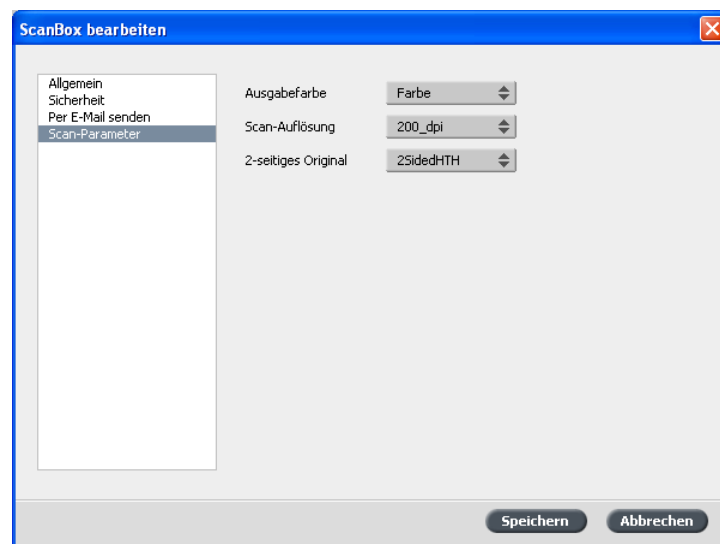 ScanBox bearbeiten
Allgemein
Sicherheit
Per E-Mail senden
Scan-Parameter
Ausgabefarbe Farbe
Scan-Auflösung 200_dpi
2-seitiges Original 2SidedHTH
Speichern Abbrechen